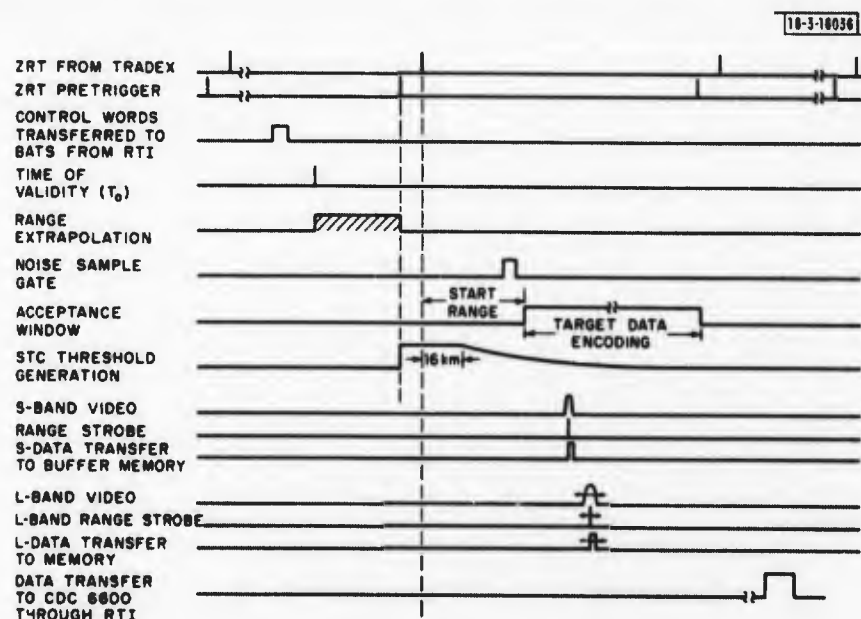 18-3-18036
ZRT FROM TRADEX
ZRT PRETRIGGER
CONTROL WORDS
TRANSFERRED TO
BATS FROM RTI
TIME OF
VALIDITY (T₀)
RANGE
EXTRAPOLATION
NOISE SAMPLE
GATE
START
RANGE
ACCEPTANCE
WINDOW
TARGET DATA
ENCODING
STC THRESHOLD
GENERATION
16 km
S-BAND VIDEO
RANGE STROBE
S-DATA TRANSFER
TO BUFFER MEMORY
L-BAND VIDEO
L-BAND RANGE STROBE
L-DATA TRANSFER
TO MEMORY
DATA TRANSFER
TO CDC 6600
THROUGH RTI